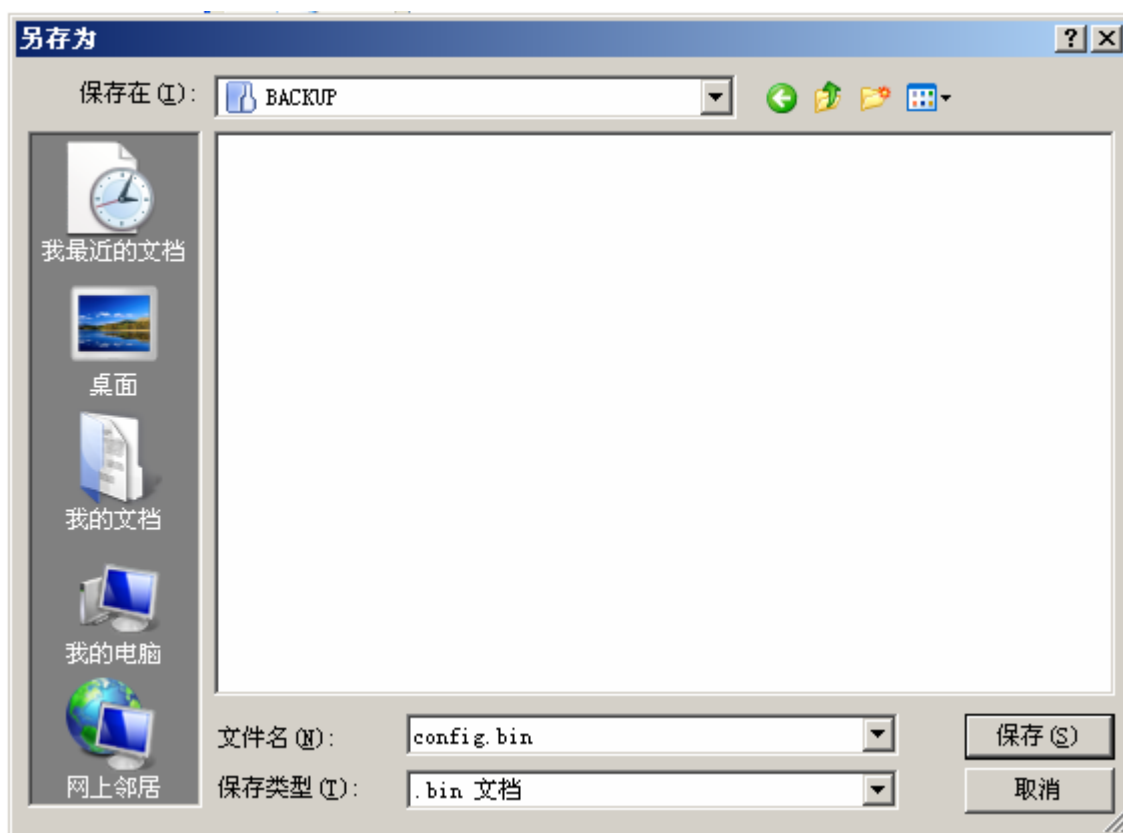 另存为
保存在(I):
BACKUP
我最近的文档
桌面
我的文档
我的电脑
网上邻居
文件名(N):
config.bin
保存(S)
保存类型(T):
.bin 文档
取消